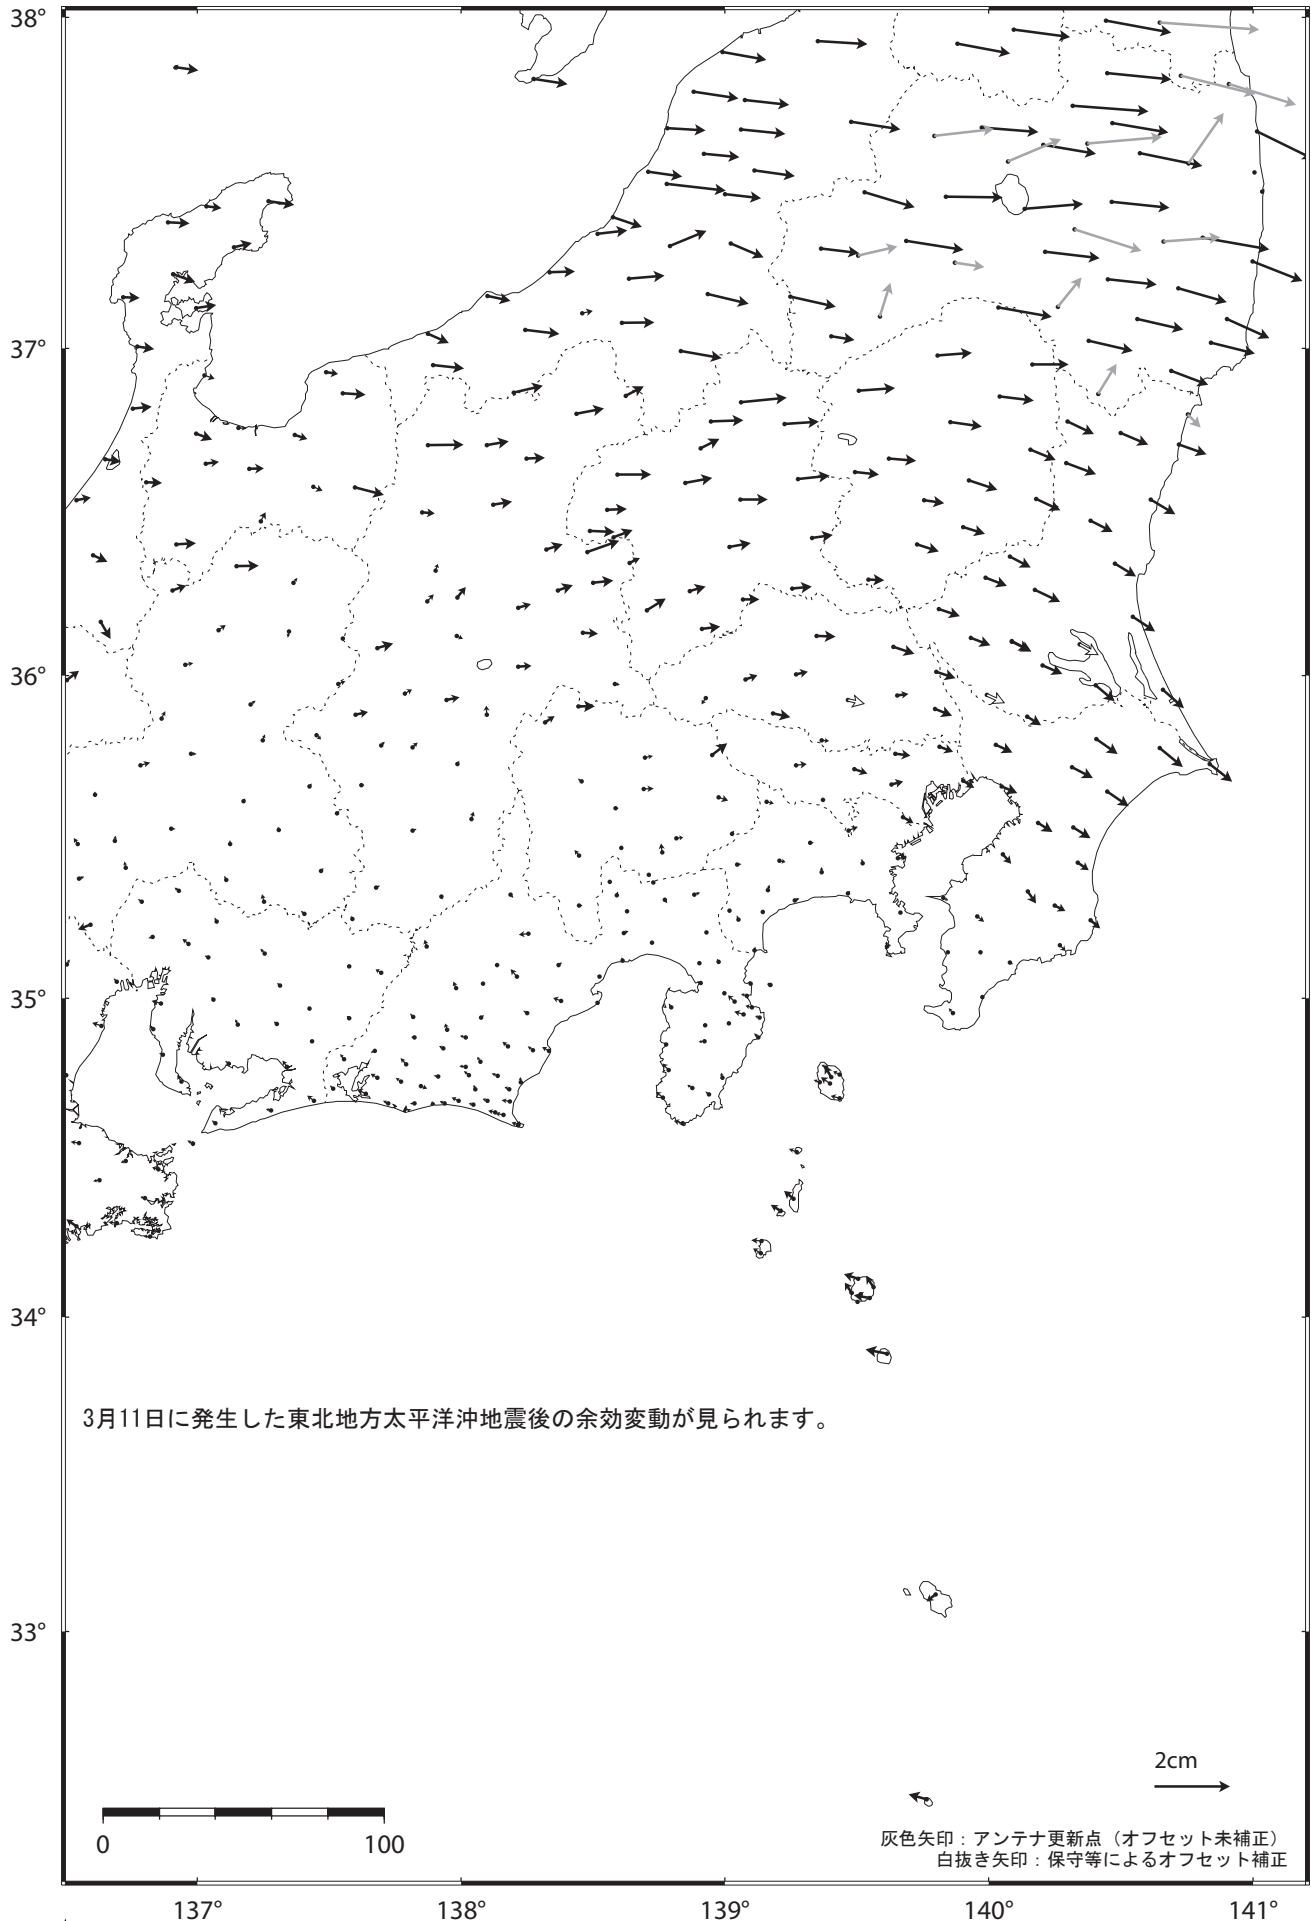 38°
37°
36°
35°
34°
3月11日に発生した東北地方太平洋沖地震後の余効変動が見られます。
33°
2cm
0 100
灰色矢印：アンテナ更新点（オフセット未補正）
白抜き矢印：保守等によるオフセット補正
137° 138° 139° 140° 141°